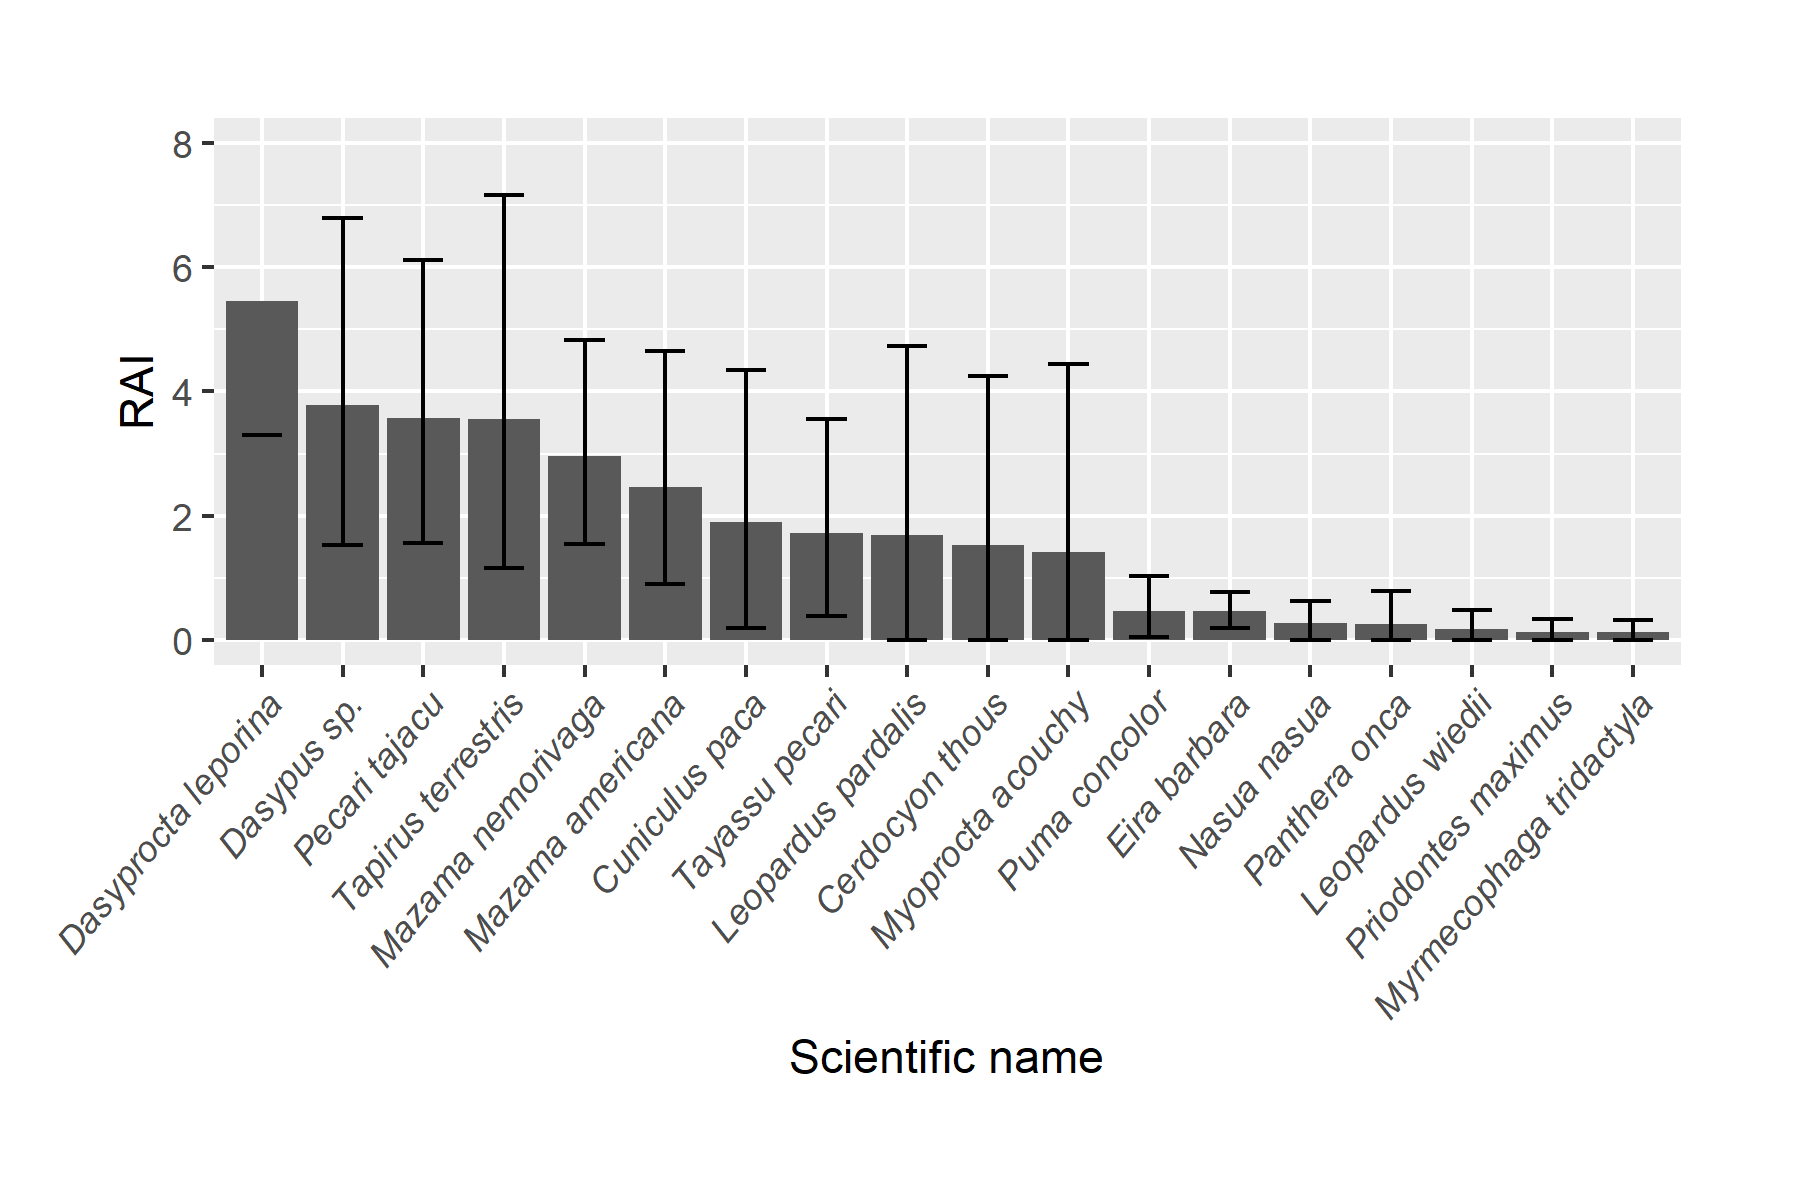 8
6
4
2
0
RAI
Dasyprocta leporina
Dasypus sp.
Pecari tajacu
Tapirus terrestris
Mazama nemorivaga
Mazama americana
Cuniculus paca
Tayassu pecari
Leopardus pardalis
Cerdocyon thous
Myoprocta acouchy
Puma concolor
Eira barbara
Nasua nasua
Panthera onca
Leopardus wiedii
Priodontes maximus
Myrmecophaga tridactyla
Scientific name